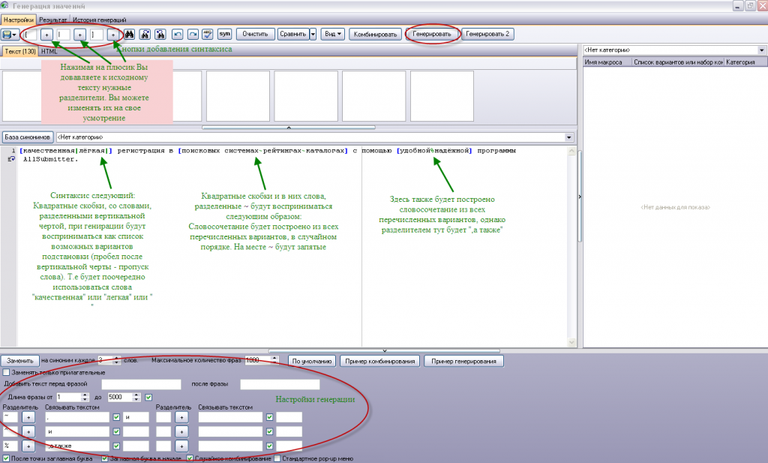 Генерация значений
Настройки Результат История генераций
sym Очистить Сравнить Вид Комбинировать Генерировать Генерировать 2
Кнопки добавления синтаксиса
Текст (130) HTML
<Нет категории>
Имя макроса Список вариантов или набор кон Категория
Нажимая на плюсик Вы
довавляете к исходному
тексту нужные
разделители. Вы можете
изменять их на свое
усмотрение
База синонимов <Нет категории>
1 [качественная|легкая|] регистрация в [поисковых системах~рейтингах~каталогах] с помощью [удобной%надежной] программы
AllSubmitter.
Синтаксис следующий:
Квадратные скобки, со словами,
разделенными вертикальной
чертой, при генирации будут
восприниматься как список
возможных вариантов
подстановки (пробел после
вертикальной черты - пропуск
слова). Т.е будет поочередно
использоваться слова
"качественная" или "легкая" или "
"
Квадратные скобки и в них слова,
разделенные ~ будут восприниматься
следующим образом:
Словосочетание будет построено из всех
перечисленных вариантов, в случайном
порядке. На месте ~ будут запятые
Здесь также будет построено
словосочетание из всех
перечисленных вариантов, однако
разделителем тут будет ",а также"
<Нет данных для показа>
Заменить на синоним каждое 3 слов. Максимальное количество фраз 1000 По умолчанию Пример комбинирования Пример генерирования
Заменять только прилагательные
Добавить текст перед фразой после фразы
Длина фразы от 1 до 5000
Настройки генерации
Разделитель Связывать текстом Разделитель Связывать текстом
~ + , и +
+ и +
% + ,а также +
После точки заглавная буква Заглавная буква в начале Случайное комбинирование Стандартное pop-up меню